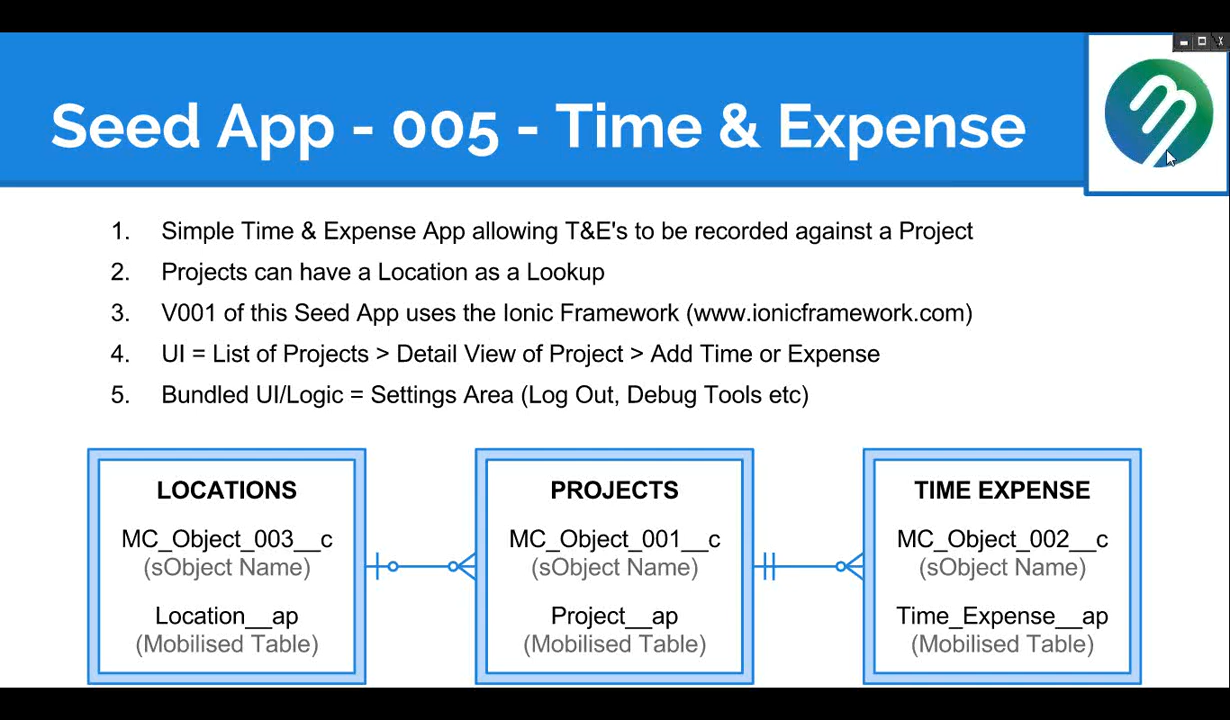 Seed App - 005 - Time & Expense
1. Simple Time & Expense App allowing T&E's to be recorded against a Project
2. Projects can have a Location as a Lookup
3. V001 of this Seed App uses the Ionic Framework (www.ionicframework.com)
4. UI = List of Projects > Detail View of Project > Add Time or Expense
5. Bundled UI/Logic = Settings Area (Log Out, Debug Tools etc)
LOCATIONS
MC_Object_003__c
(sObject Name)
Location__ap
(Mobilised Table)
PROJECTS
MC_Object_001__c
(sObject Name)
Project__ap
(Mobilised Table)
TIME EXPENSE
MC_Object_002__c
(sObject Name)
Time_Expense__ap
(Mobilised Table)